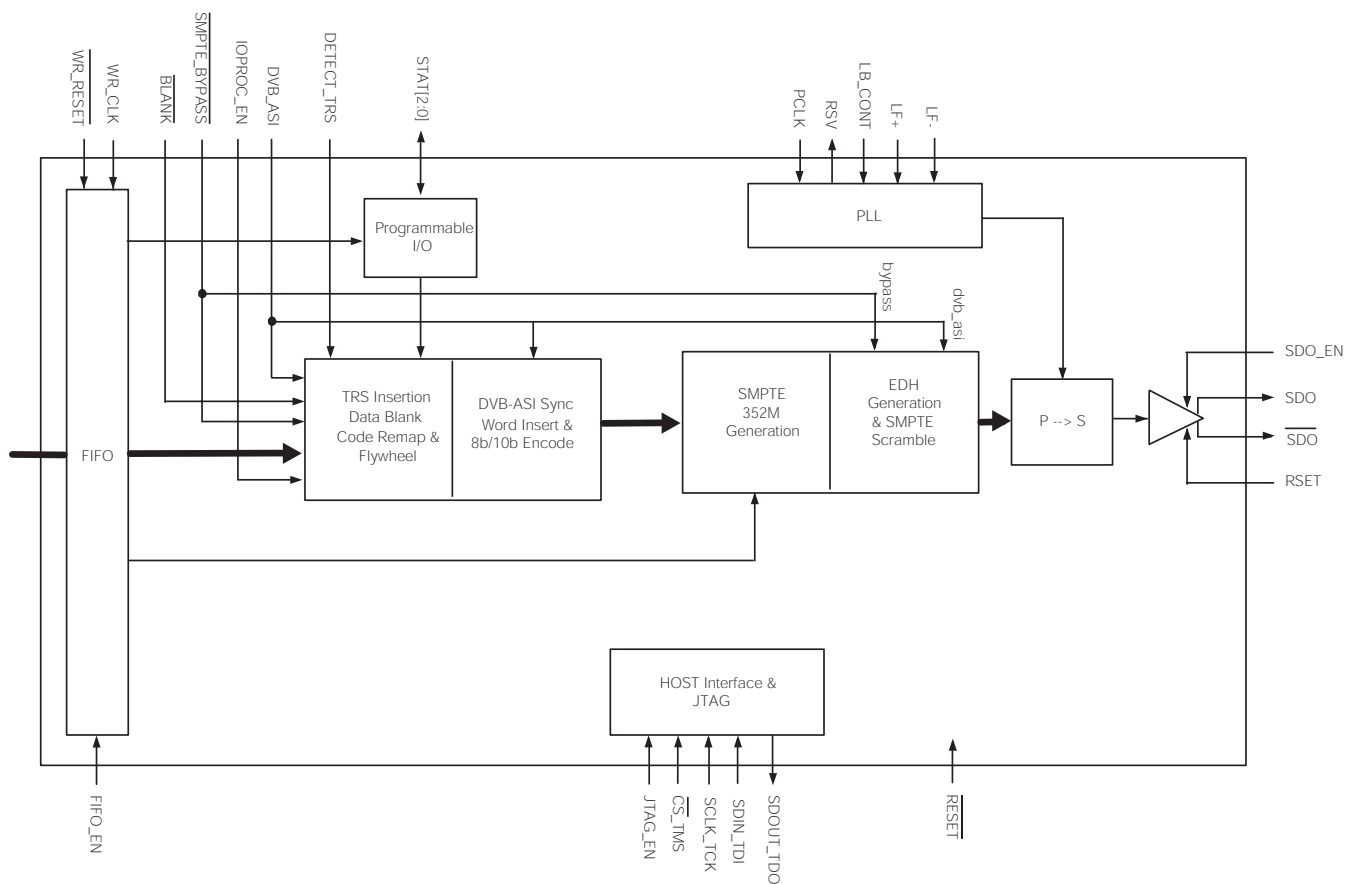 WR_RESET
WR_CLK
BLANK
SMPTE_BYPASS
IOPROC_EN
DVB_ASI
DETECT_TRS
STAT[2:0]
PCLK
RSV
LB_CONT
LF+
LF-
Programmable
I/O
PLL
bypass
dvb_asi
FIFO
TRS Insertion
Data Blank
Code Remap &
Flywheel
DVB-ASI Sync
Word Insert &
8b/10b Encode
SMPTE
352M
Generation
EDH
Generation
& SMPTE
Scramble
P --> S
SDO_EN
SDO
SDO
RSET
HOST Interface &
JTAG
FIFO_EN
JTAG_EN
CS_TMS
SCLK_TCK
SDIN_TDI
SDOUT_TDO
RESET